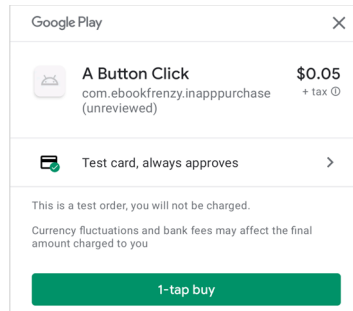 Google Play
A Button Click
$0.05
com.ebookfrenzy.inapppurchase
+ tax
(unreviewed)
Test card, always approves
This is a test order, you will not be charged.
Currency fluctuations and bank fees may affect the final
amount charged to you
1-tap buy